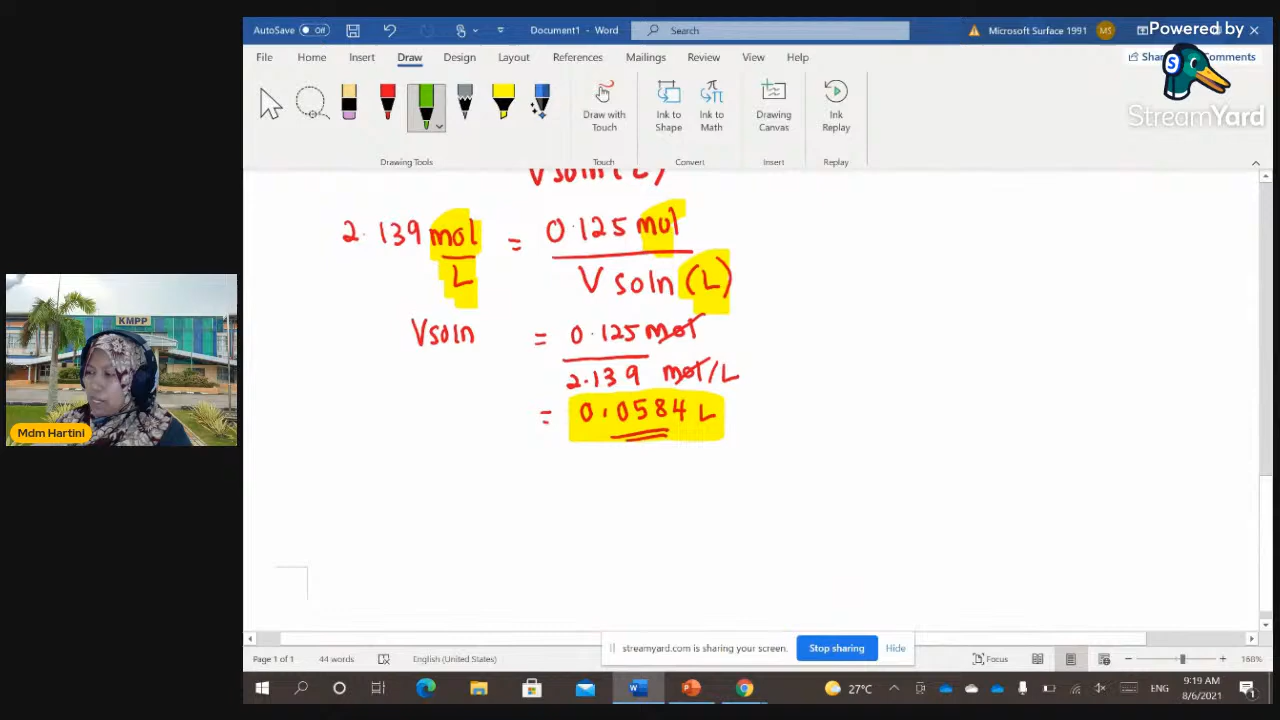 AutoSave Off Document1 - Word Search Microsoft Surface 1991 MS
Powered by
StreamYard
File Home Insert Draw Design Layout References Mailings Review View Help Comments
Draw with Touch
Ink to Shape
Ink to Math
Drawing Canvas
Ink Replay
Drawing Tools Touch Convert Insert Replay
V soln (L)
2.139 mol = 0.125 mol
L V soln (L)
Vsoln = 0.125 mol
2.139 mol/L
= 0.0584 L
KMPP
Mdm Hartini
streamyard.com is sharing your screen. Stop sharing Hide
Page 1 of 1 44 words English (United States) Focus 168%
27°C ENG 9:19 AM
8/6/2021